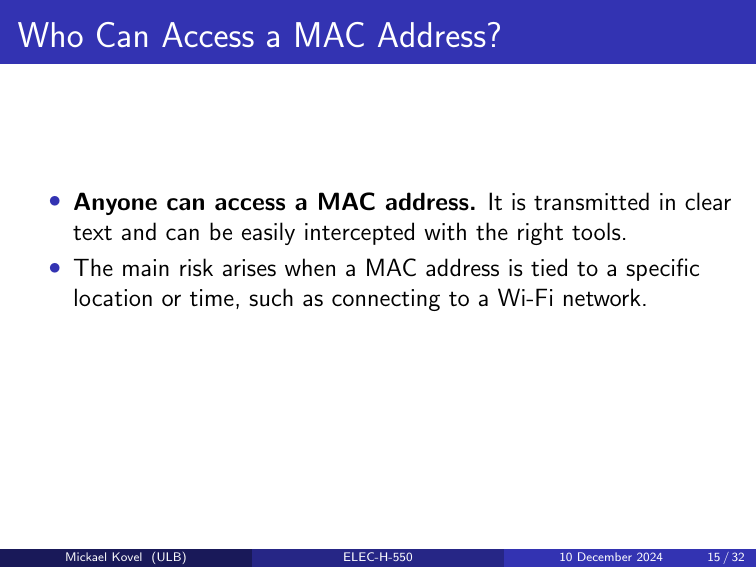 Who Can Access a MAC Address?
• Anyone can access a MAC address. It is transmitted in clear
text and can be easily intercepted with the right tools.
• The main risk arises when a MAC address is tied to a specific
location or time, such as connecting to a Wi-Fi network.
Mickael Kovel (ULB) ELEC-H-550 10 December 2024 15 / 32